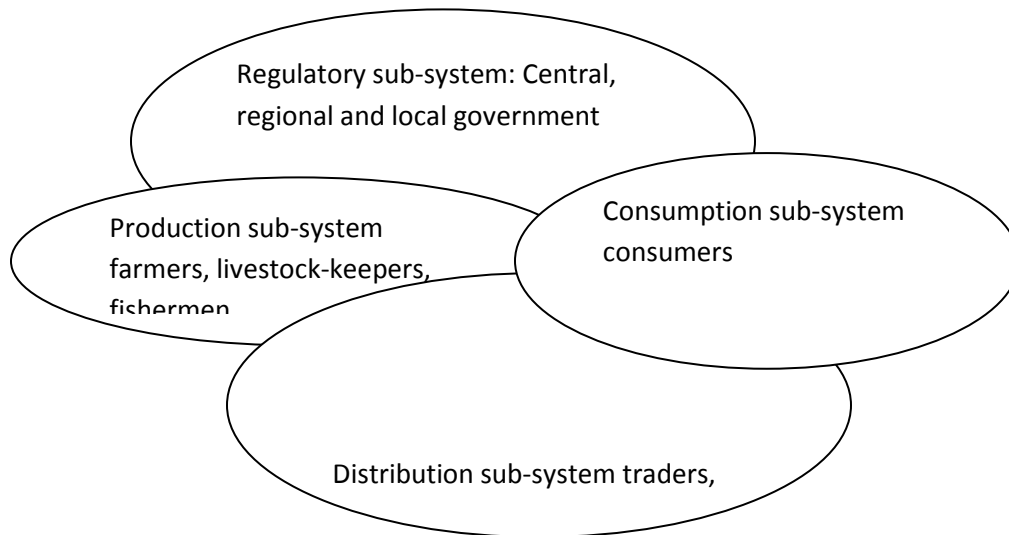 Regulatory sub-system: Central,
regional and local government
Production sub-system
farmers, livestock-keepers,
fishermen
Consumption sub-system
consumers
Distribution sub-system traders,